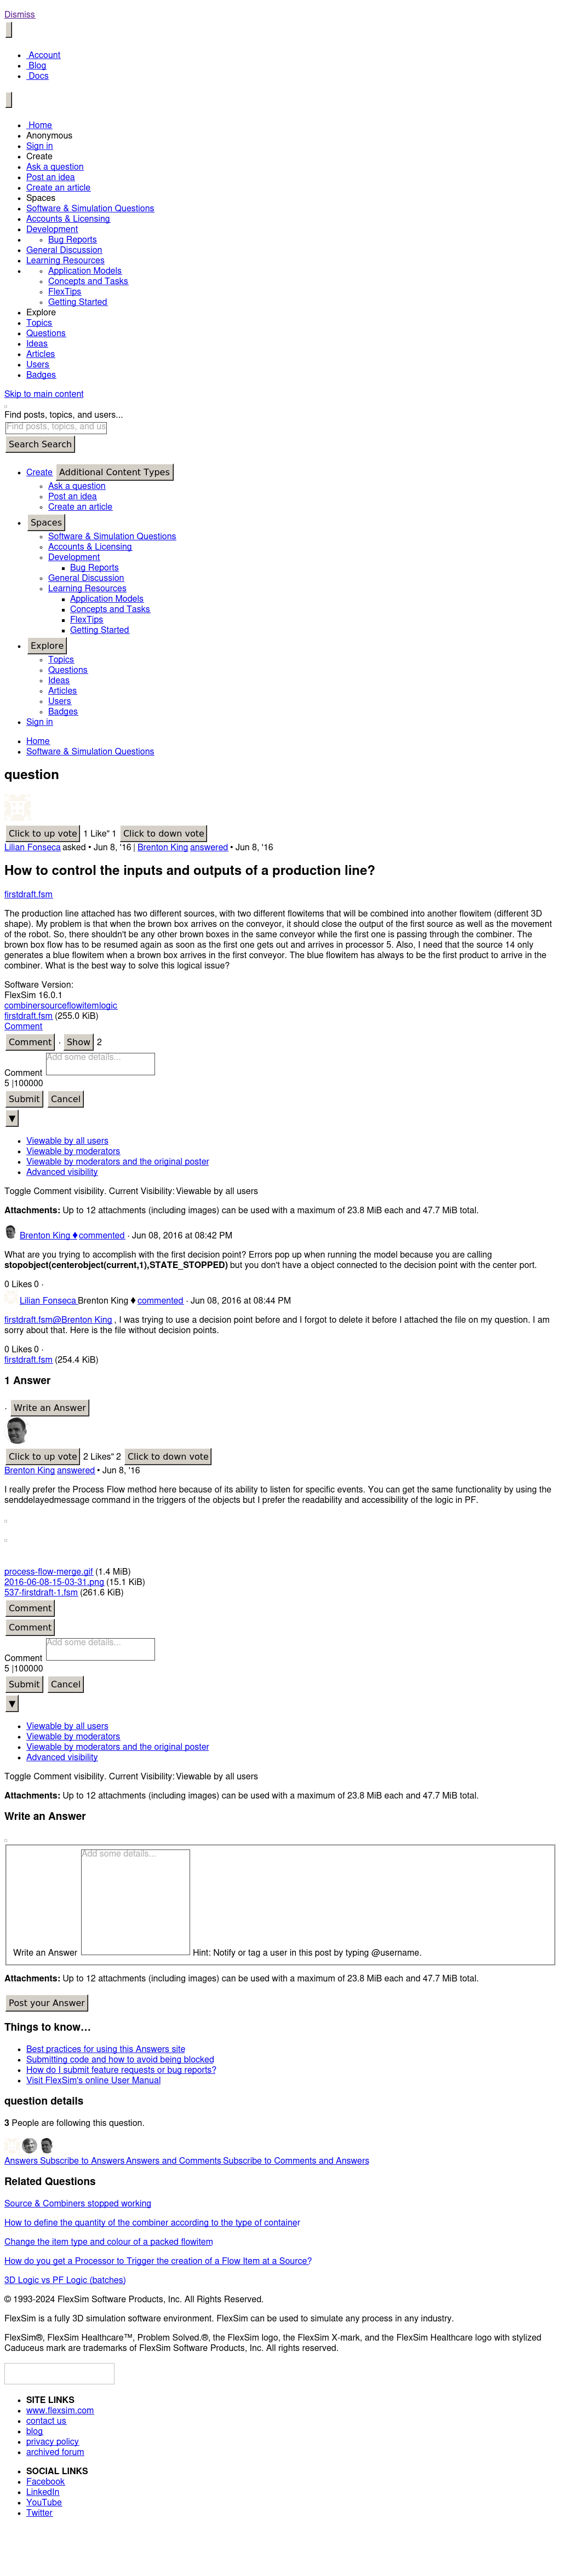 Dismiss
Account
Blog
Docs
Home
Anonymous
Sign in
Create
Ask a question
Post an idea
Create an article
Spaces
Software & Simulation Questions
Accounts & Licensing
Development
Bug Reports
General Discussion
Learning Resources
Application Models
Concepts and Tasks
FlexTips
Getting Started
Explore
Topics
Questions
Ideas
Articles
Users
Badges
Skip to main content
Find posts, topics, and users...
Find posts, topics, and us
Search Search
Create Additional Content Types
Ask a question
Post an idea
Create an article
Spaces
Software & Simulation Questions
Accounts & Licensing
Development
Bug Reports
General Discussion
Learning Resources
Application Models
Concepts and Tasks
FlexTips
Getting Started
Explore
Topics
Questions
Ideas
Articles
Users
Badges
Sign in
Home
Software & Simulation Questions
question
Click to up vote 1 Like" 1 Click to down vote
Lilian Fonseca asked • Jun 8, '16 | Brenton King answered • Jun 8, '16
How to control the inputs and outputs of a production line?
firstdraft.fsm
The production line attached has two different sources, with two different flowitems that will be combined into another flowitem (different 3D
shape). My problem is that when the brown box arrives on the conveyor, it should close the output of the first source as well as the movement
of the robot. So, there shouldn't be any other brown boxes in the same conveyor while the first one is passing through the combiner. The
brown box flow has to be resumed again as soon as the first one gets out and arrives in processor 5. Also, I need that the source 14 only
generates a blue flowitem when a brown box arrives in the first conveyor. The blue flowitem has always to be the first product to arrive in the
combiner. What is the best way to solve this logical issue?
Software Version:
FlexSim 16.0.1
combinersourceflowitemlogic
firstdraft.fsm (255.0 KiB)
Comment
Comment · Show 2
Comment Add some details...
5 |100000
Submit Cancel
▼
Viewable by all users
Viewable by moderators
Viewable by moderators and the original poster
Advanced visibility
Toggle Comment visibility. Current Visibility: Viewable by all users
Attachments: Up to 12 attachments (including images) can be used with a maximum of 23.8 MiB each and 47.7 MiB total.
Brenton King ♦ commented · Jun 08, 2016 at 08:42 PM
What are you trying to accomplish with the first decision point? Errors pop up when running the model because you are calling
stopobject(centerobject(current,1),STATE_STOPPED) but you don't have a object connected to the decision point with the center port.
0 Likes 0 ·
Lilian Fonseca Brenton King ♦ commented · Jun 08, 2016 at 08:44 PM
firstdraft.fsm@Brenton King , I was trying to use a decision point before and I forgot to delete it before I attached the file on my question. I am
sorry about that. Here is the file without decision points.
0 Likes 0 ·
firstdraft.fsm (254.4 KiB)
1 Answer
· Write an Answer
Click to up vote 2 Likes" 2 Click to down vote
Brenton King answered • Jun 8, '16
I really prefer the Process Flow method here because of its ability to listen for specific events. You can get the same functionality by using the
senddelayedmessage command in the triggers of the objects but I prefer the readability and accessibility of the logic in PF.
process-flow-merge.gif (1.4 MiB)
2016-06-08-15-03-31.png (15.1 KiB)
537-firstdraft-1.fsm (261.6 KiB)
Comment
Comment
Comment Add some details...
5 |100000
Submit Cancel
▼
Viewable by all users
Viewable by moderators
Viewable by moderators and the original poster
Advanced visibility
Toggle Comment visibility. Current Visibility: Viewable by all users
Attachments: Up to 12 attachments (including images) can be used with a maximum of 23.8 MiB each and 47.7 MiB total.
Write an Answer
Write an Answer Add some details... Hint: Notify or tag a user in this post by typing @username.
Attachments: Up to 12 attachments (including images) can be used with a maximum of 23.8 MiB each and 47.7 MiB total.
Post your Answer
Things to know...
Best practices for using this Answers site
Submitting code and how to avoid being blocked
How do I submit feature requests or bug reports?
Visit FlexSim's online User Manual
question details
3 People are following this question.
Answers Subscribe to Answers Answers and Comments Subscribe to Comments and Answers
Related Questions
Source & Combiners stopped working
How to define the quantity of the combiner according to the type of container
Change the item type and colour of a packed flowitem
How do you get a Processor to Trigger the creation of a Flow Item at a Source?
3D Logic vs PF Logic (batches)
© 1993-2024 FlexSim Software Products, Inc. All Rights Reserved.
FlexSim is a fully 3D simulation software environment. FlexSim can be used to simulate any process in any industry.
FlexSim®, FlexSim Healthcare™, Problem Solved.®, the FlexSim logo, the FlexSim X-mark, and the FlexSim Healthcare logo with stylized
Caduceus mark are trademarks of FlexSim Software Products, Inc. All rights reserved.
SITE LINKS
www.flexsim.com
contact us
blog
privacy policy
archived forum
SOCIAL LINKS
Facebook
LinkedIn
YouTube
Twitter